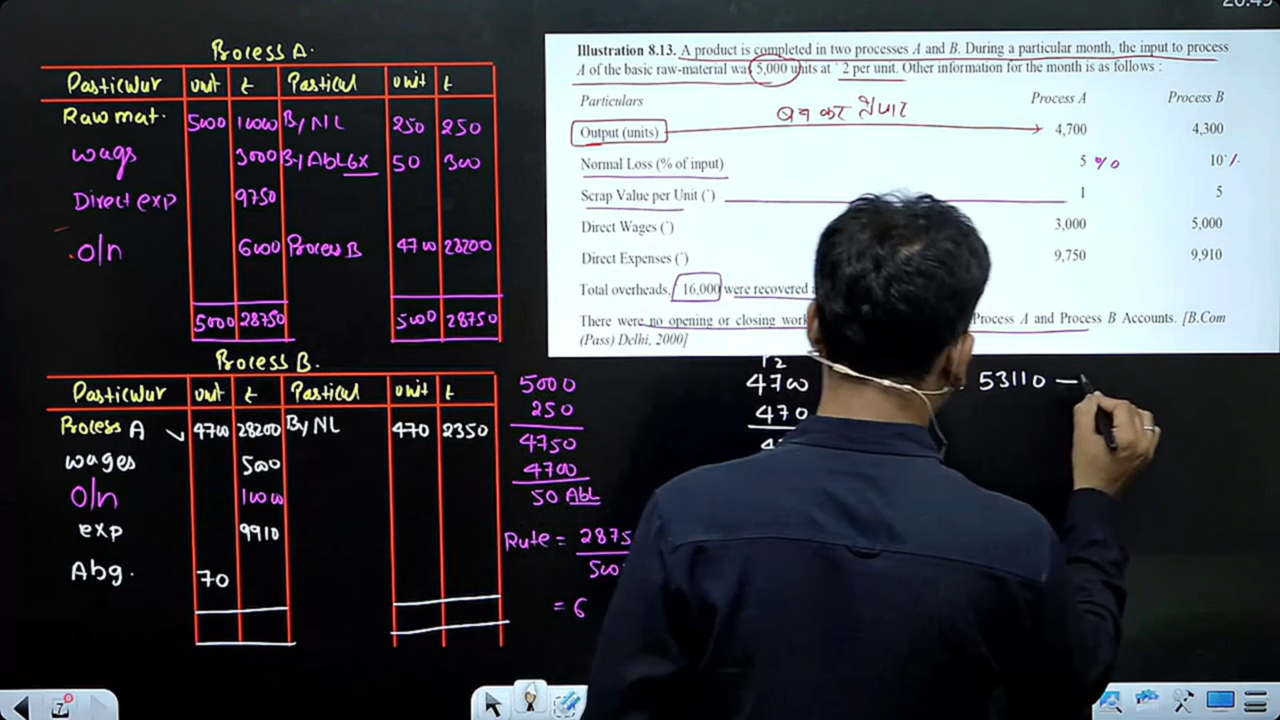 20:45
Process A.
Particular unit ₹ Particul unit ₹
Raw mat. 5000 10000 By NL 250 250
wags 3000 By AbL 6x 50 300
Direct exp 9750
o/h 6000 Process B 4700 28200
5000 28750 5000 28750
Process B.
Particular unit ₹ Particular unit ₹
Process A 4700 28200 By NL 470 2350
wages 5000
o/h 10000
exp 9910
Abg. 70
5000
250
4750
4700
50 AbL
Rate = 2875
500
= 6
4700
470
53110 —
Illustration 8.13. A product is completed in two processes A and B. During a particular month, the input to process
A of the basic raw-material was 5,000 units at ` 2 per unit. Other information for the month is as follows :
Particulars Process A Process B
बन कर तैयार
Output (units) 4,700 4,300
Normal Loss (% of input) 5 % 10 %
Scrap Value per Unit (`) 1 5
Direct Wages (`) 3,000 5,000
Direct Expenses (`) 9,750 9,910
Total overheads, 16,000 were recovered
There were no opening or closing work Process A and Process B Accounts. [B.Com
(Pass) Delhi, 2000]